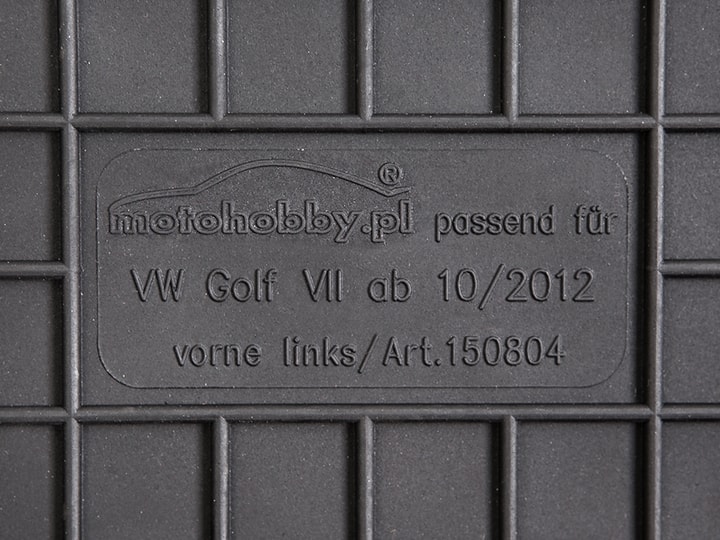 motohobby.pl® passend für
VW Golf VII ab 10/2012
vorne links/Art.150804